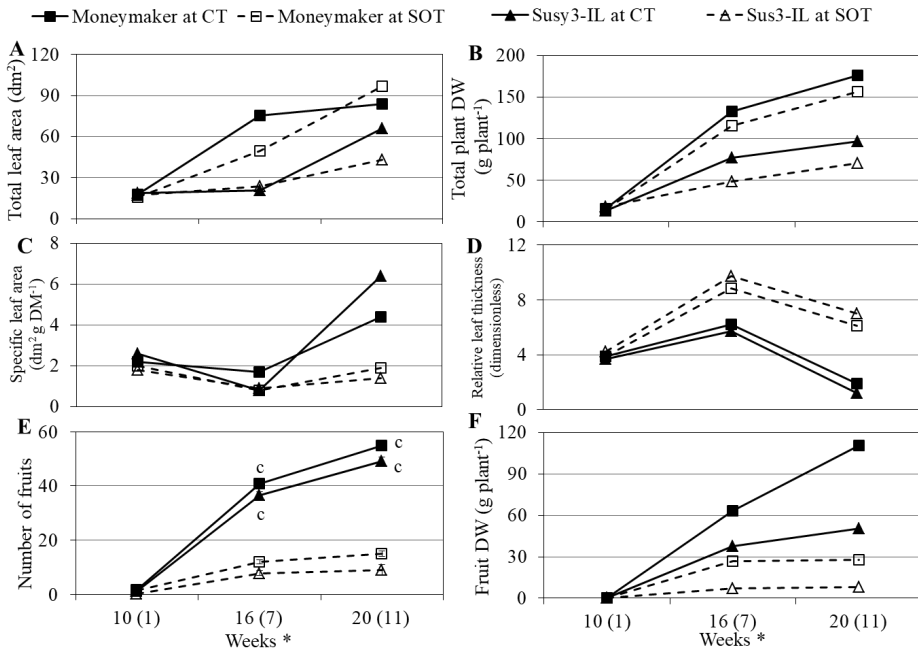 Moneymaker at CT Moneymaker at SOT Susy3-IL at CT Sus3-IL at SOT
A
Total leaf area (dm²)
120
90
60
30
0
B
Total plant DW
(g plant⁻¹)
200
150
100
50
0
C
Specific leaf area
(dm² g DM⁻¹)
8
6
4
2
0
D
Relative leaf thickness
(dimensionless)
12
8
4
0
E
Number of fruits
60
40
20
0
c
c
c
c
10 (1) 16 (7) 20 (11)
Weeks *
F
Fruit DW (g plant⁻¹)
120
90
60
30
0
10 (1) 16 (7) 20 (11)
Weeks *